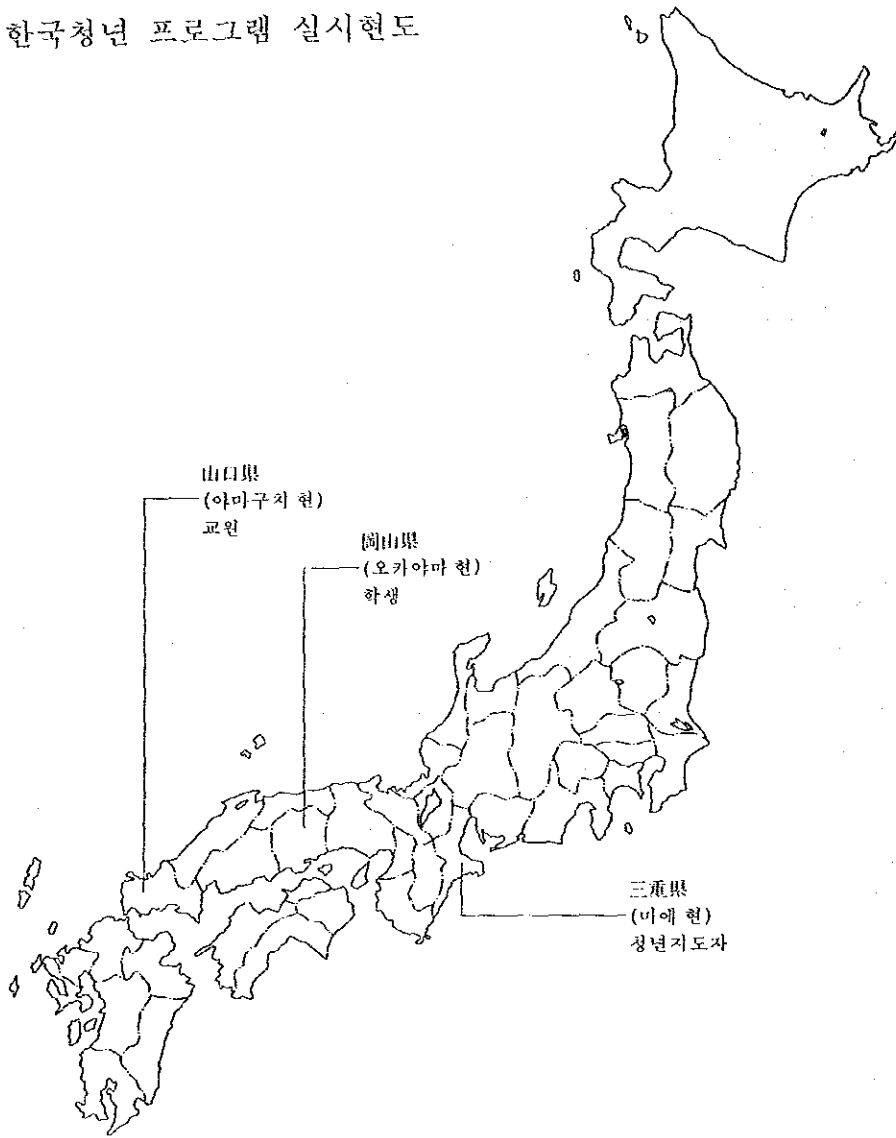 한국청년 프로그램 실시현도
山口県
(야마구치 현)
교원
岡山県
(오카야마 현)
학생
三重県
(미에 현)
청년지도자